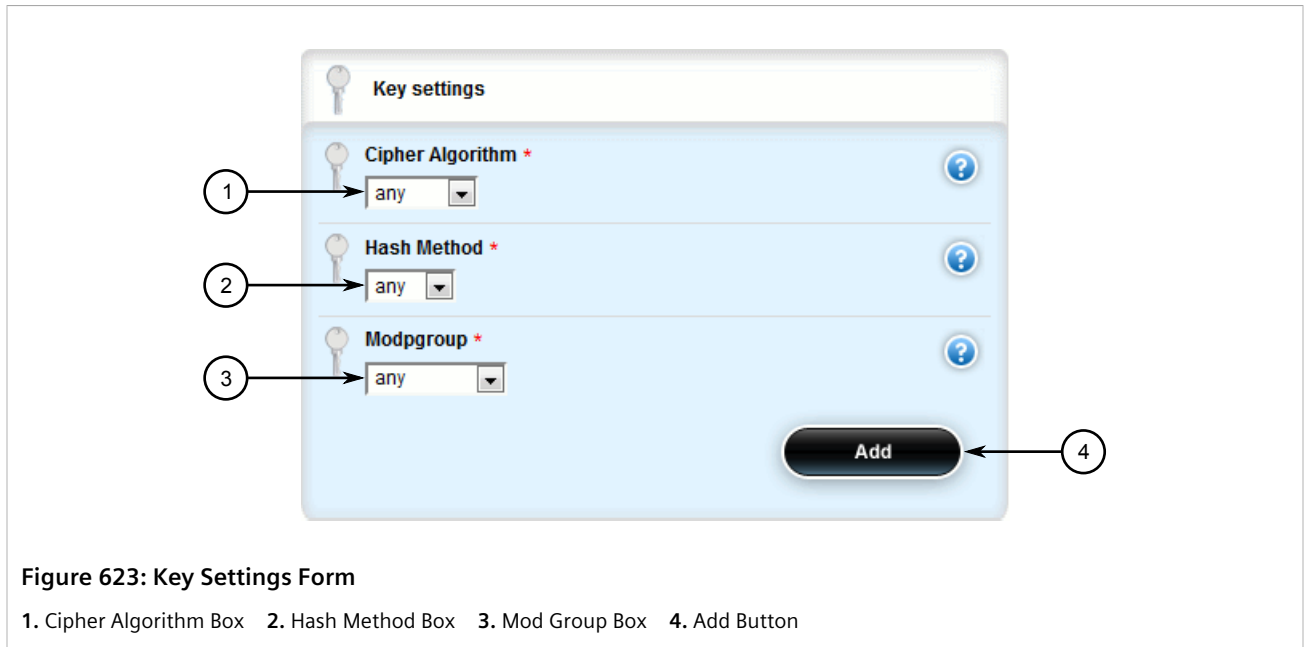 Key settings
Cipher Algorithm *
?
1
any
Hash Method *
?
2
any
Modpgroup *
?
3
any
Add
4
Figure 623: Key Settings Form
1. Cipher Algorithm Box 2. Hash Method Box 3. Mod Group Box 4. Add Button